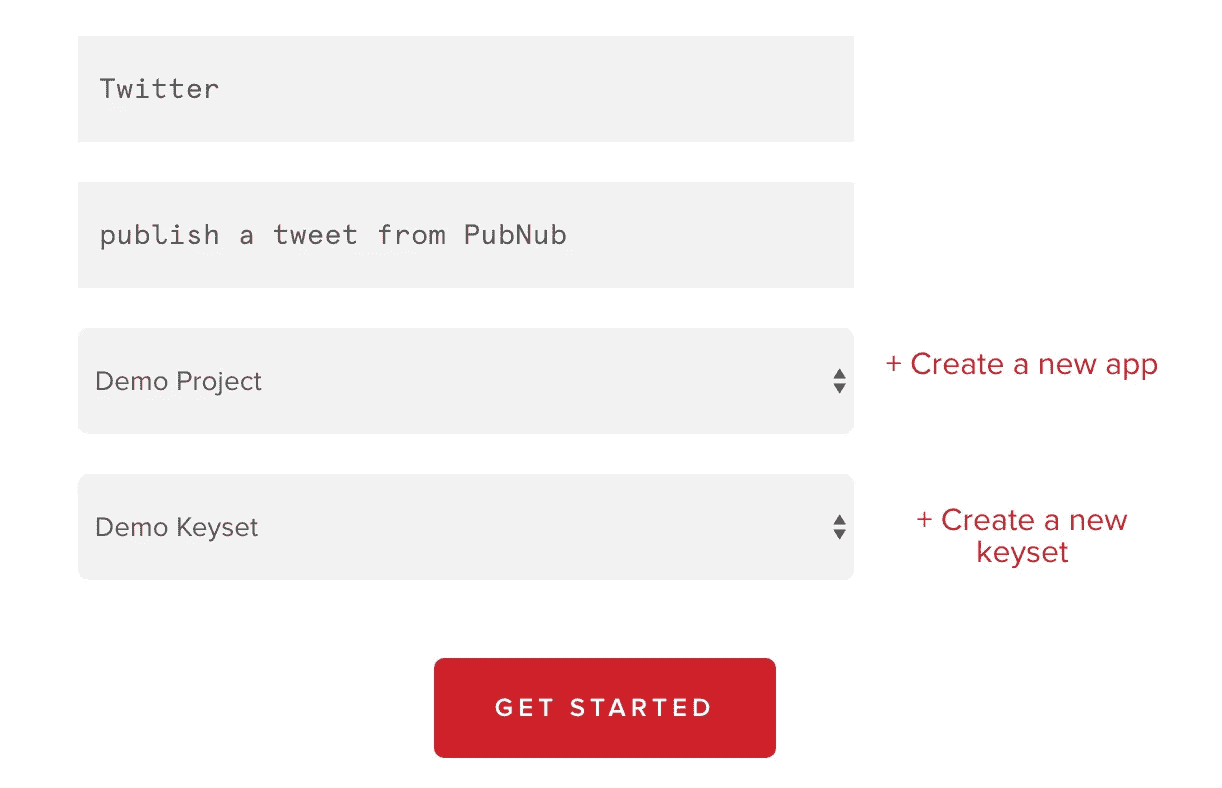 Twitter
publish a tweet from PubNub
Demo Project
+ Create a new app
Demo Keyset
+ Create a new
keyset
GET STARTED